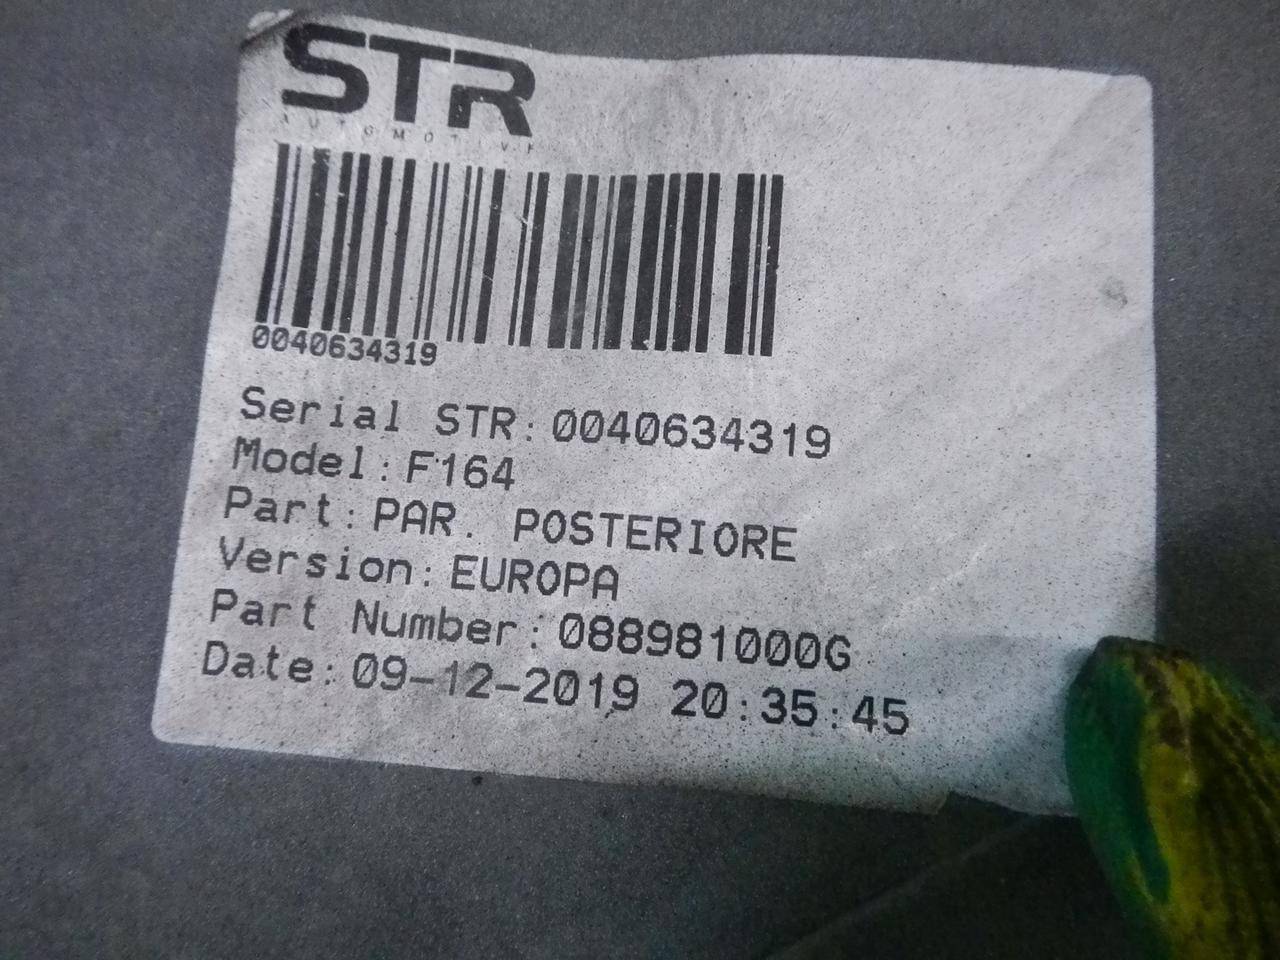 STR
AUTOMOTIVE
0040634319
Serial STR: 0040634319
Model: F164
Part: PAR. POSTERIORE
Version: EUROPA
Part Number: 088981000G
Date: 09-12-2019 20:35:45